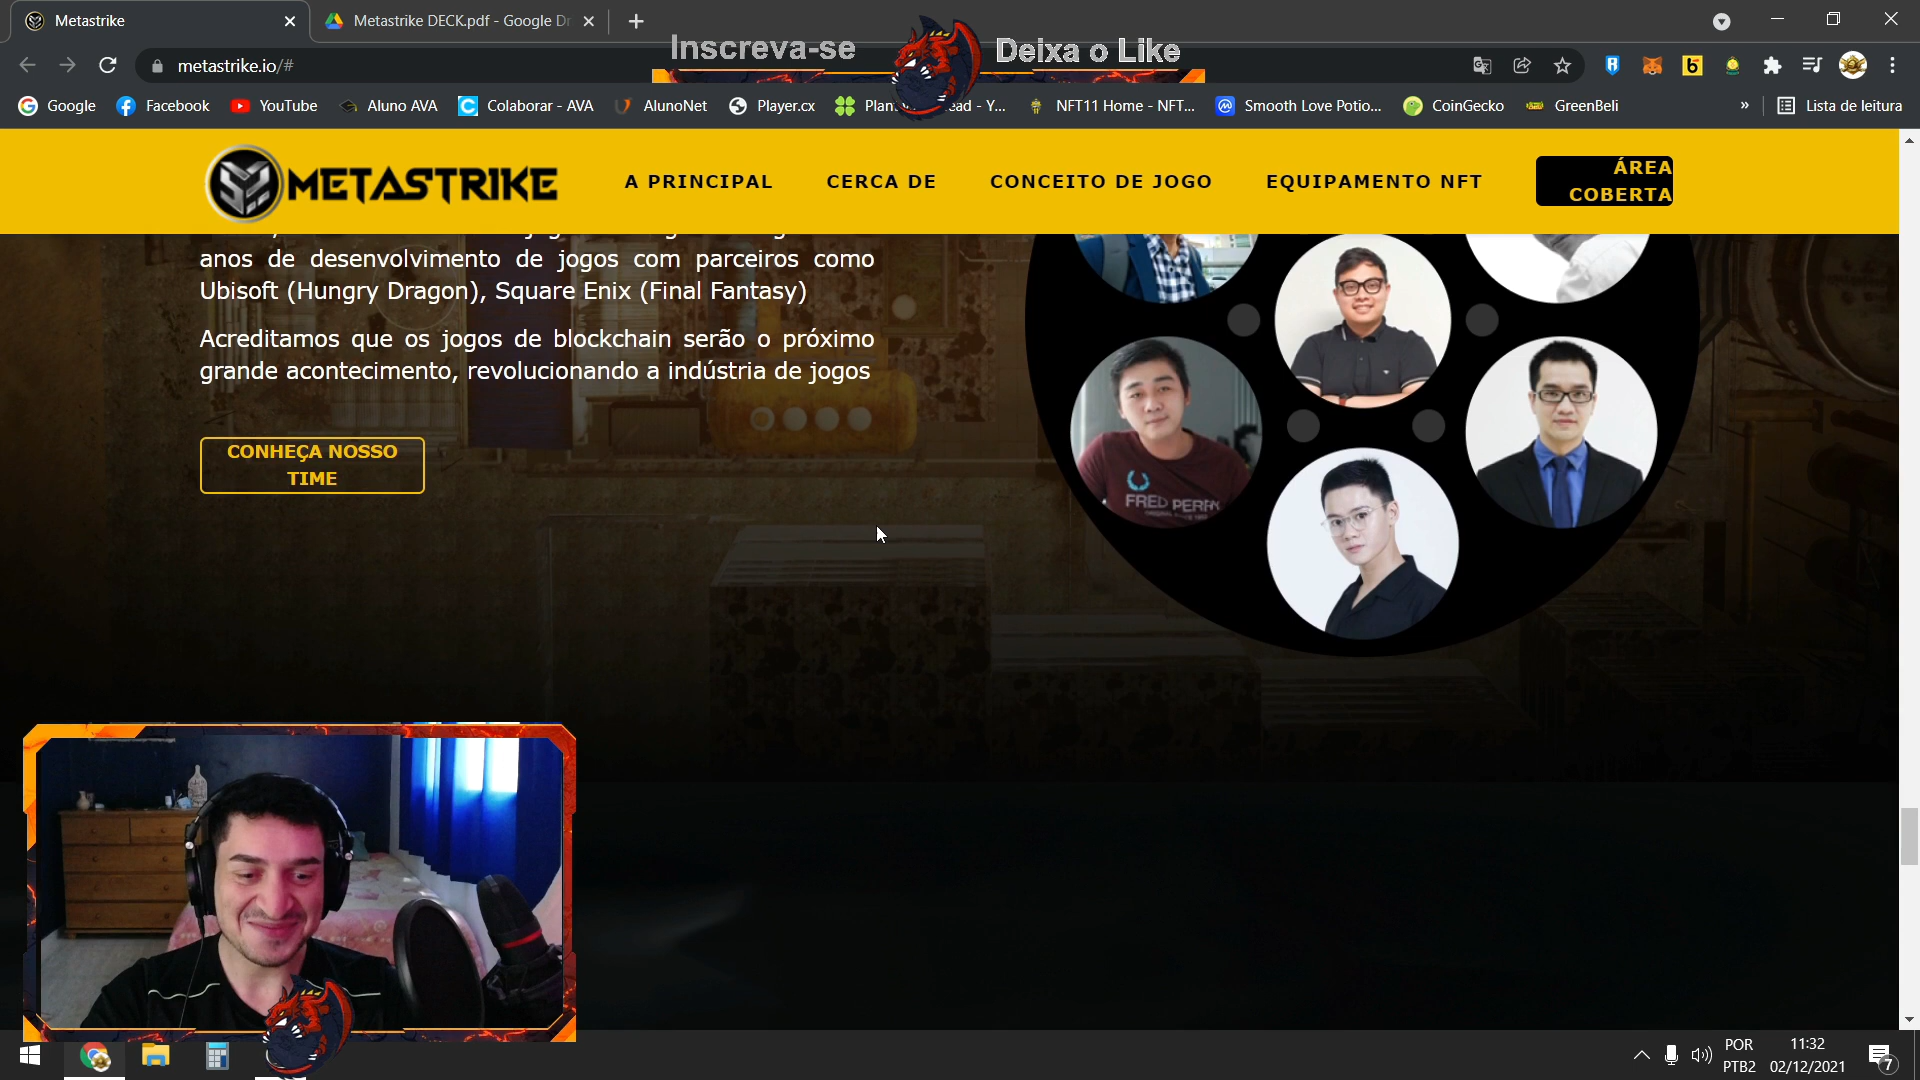 Metastrike
Metastrike DECK.pdf - Google Dr
Inscreva-se
Deixa o Like
metastrike.io/#
Google
Facebook
YouTube
Aluno AVA
Colaborar - AVA
AlunoNet
Player.cx
NFT11 Home - NFT...
Smooth Love Potio...
CoinGecko
GreenBeli
»
Lista de leitura
METASTRIKE
A PRINCIPAL
CERCA DE
CONCEITO DE JOGO
EQUIPAMENTO NFT
ÁREA
COBERTA
anos de desenvolvimento de jogos com parceiros como
Ubisoft (Hungry Dragon), Square Enix (Final Fantasy)
Acreditamos que os jogos de blockchain serão o próximo
grande acontecimento, revolucionando a indústria de jogos
CONHEÇA NOSSO
TIME
FRED PERRY
POR
PTB2
11:32
02/12/2021
7